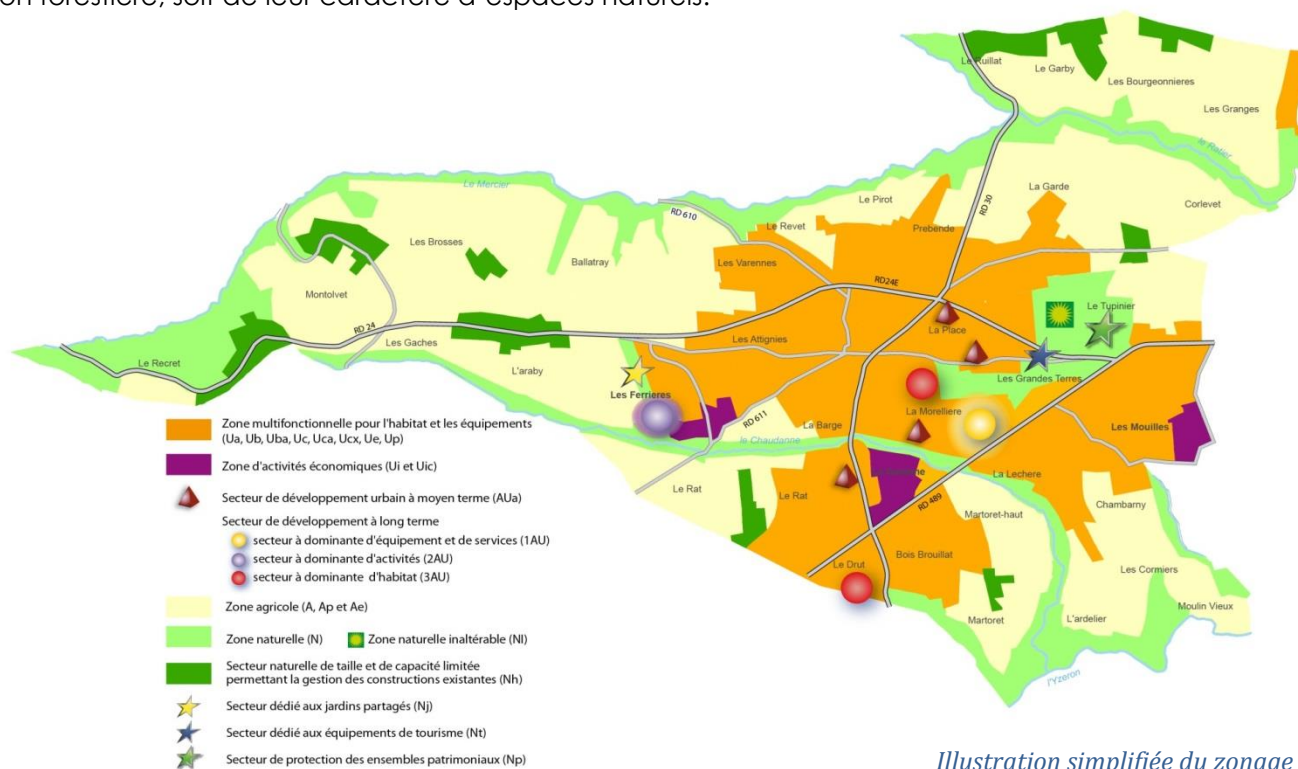 on forestière, soit de leur caractère d'espaces naturels.
Le Ruillat
Le Garby
Les Bourgeonnieres
Les Granges
le Ratier
La Garde
Corlevet
Le Mercier
RD 610
Le Pirot
RD 30
Le Revet
Prebende
Les Brosses
Ballatray
Les Varennes
Montolvet
RD24E
Le Tupinier
RD 24
La Place
Les Gaches
Les Attignies
Le Recret
L'araby
Les Grandes Terres
Les Ferrieres
RD 611
La Morelliere
La Barge
Les Mouilles
le Chaudanne
La Lechere
Le Rat
Le Rat
Chambarny
RD 489
Martoret-haut
Bois Brouillat
Le Drut
Les Cormiers
Martoret
L'ardelier
Moulin Vieux
l'Yzeron
Zone multifonctionnelle pour l'habitat et les équipements
(Ua, Ub, Uba, Uc, Uca, Ucx, Ue, Up)
Zone d'activités économiques (Ui et Uic)
Secteur de développement urbain à moyen terme (AUa)
Secteur de développement à long terme
secteur à dominante d'équipement et de services (1AU)
secteur à dominante d'activités (2AU)
secteur à dominante d'habitat (3AU)
Zone agricole (A, Ap et Ae)
Zone naturelle (N) Zone naturelle inaltérable (NI)
Secteur naturelle de taille et de capacité limitée
permettant la gestion des constructions existantes (Nh)
Secteur dédié aux jardins partagés (Nj)
Secteur dédié aux équipements de tourisme (Nt)
Secteur de protection des ensembles patrimoniaux (Np)
Illustration simplifiée du zonage